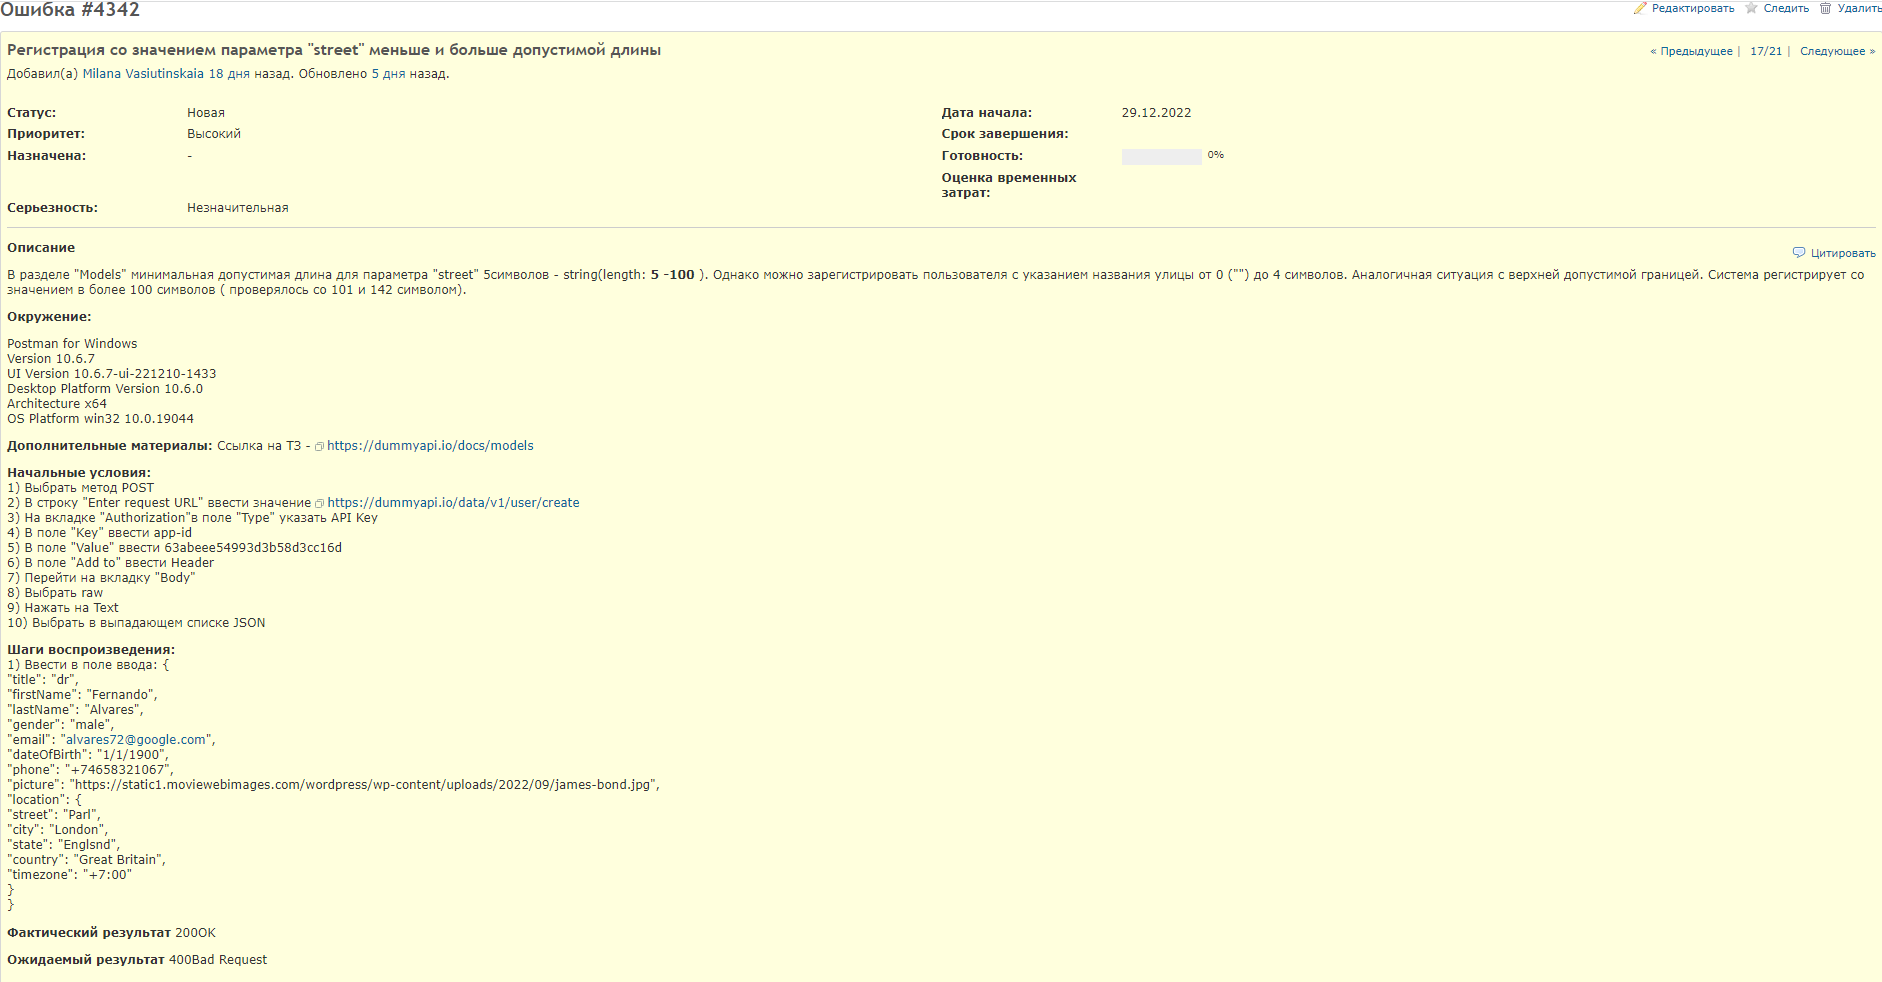 Ошибка #4342
Редактировать Следить Удалить
Регистрация со значением параметра "street" меньше и больше допустимой длины
« Предыдущее | 17/21 | Следующее »
Добавил(а) Milana Vasiutinskaia 18 дня назад. Обновлено 5 дня назад.
Статус: Новая
Дата начала: 29.12.2022
Приоритет: Высокий
Срок завершения:
Назначена: -
Готовность: 0%
Оценка временных
затрат:
Серьезность: Незначительная
Описание
Цитировать
В разделе "Models" минимальная допустимая длина для параметра "street" 5символов - string(length: 5 -100 ). Однако можно зарегистрировать пользователя с указанием названия улицы от 0 ("") до 4 символов. Аналогичная ситуация с верхней допустимой границей. Система регистрирует со
значением в более 100 символов ( проверялось со 101 и 142 символом).
Окружение:
Postman for Windows
Version 10.6.7
UI Version 10.6.7-ui-221210-1433
Desktop Platform Version 10.6.0
Architecture x64
OS Platform win32 10.0.19044
Дополнительные материалы: Ссылка на ТЗ - https://dummyapi.io/docs/models
Начальные условия:
1) Выбрать метод POST
2) В строку "Enter request URL" ввести значение https://dummyapi.io/data/v1/user/create
3) На вкладке "Authorization"в поле "Type" указать API Key
4) В поле "Key" ввести app-id
5) В поле "Value" ввести 63abeee54993d3b58d3cc16d
6) В поле "Add to" ввести Header
7) Перейти на вкладку "Body"
8) Выбрать raw
9) Нажать на Text
10) Выбрать в выпадающем списке JSON
Шаги воспроизведения:
1) Ввести в поле ввода: {
"title": "dr",
"firstName": "Fernando",
"lastName": "Alvares",
"gender": "male",
"email": "alvares72@google.com",
"dateOfBirth": "1/1/1900",
"phone": "+74658321067",
"picture": "https://static1.moviewebimages.com/wordpress/wp-content/uploads/2022/09/james-bond.jpg",
"location": {
"street": "Parl",
"city": "London",
"state": "Englsnd",
"country": "Great Britain",
"timezone": "+7:00"
}
}
Фактический результат 200OK
Ожидаемый результат 400Bad Request